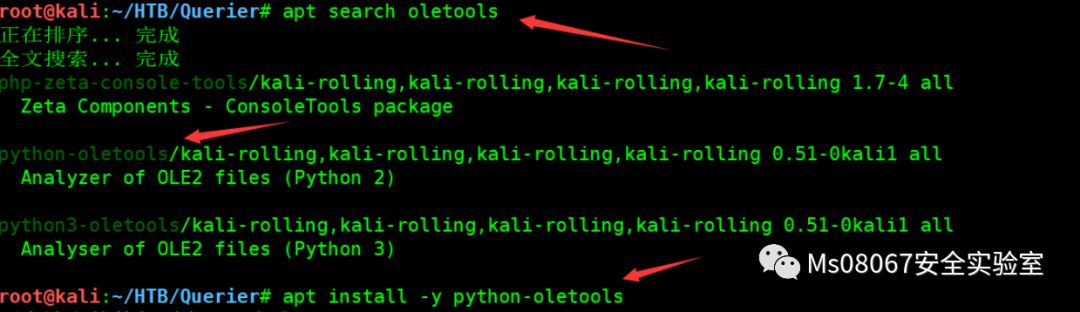 root@kali:~/HTB/Querier# apt search oletools
正在排序... 完成
全文搜索... 完成
php-zeta-console-tools/kali-rolling,kali-rolling,kali-rolling,kali-rolling 1.7-4 all
Zeta Components - ConsoleTools package
python-oletools/kali-rolling,kali-rolling,kali-rolling,kali-rolling 0.51-0kali1 all
Analyzer of OLE2 files (Python 2)
python3-oletools/kali-rolling,kali-rolling,kali-rolling,kali-rolling 0.51-0kali1 all
Analyser of OLE2 files (Python 3)
Ms08067安全实验室
root@kali:~/HTB/Querier# apt install -y python-oletools